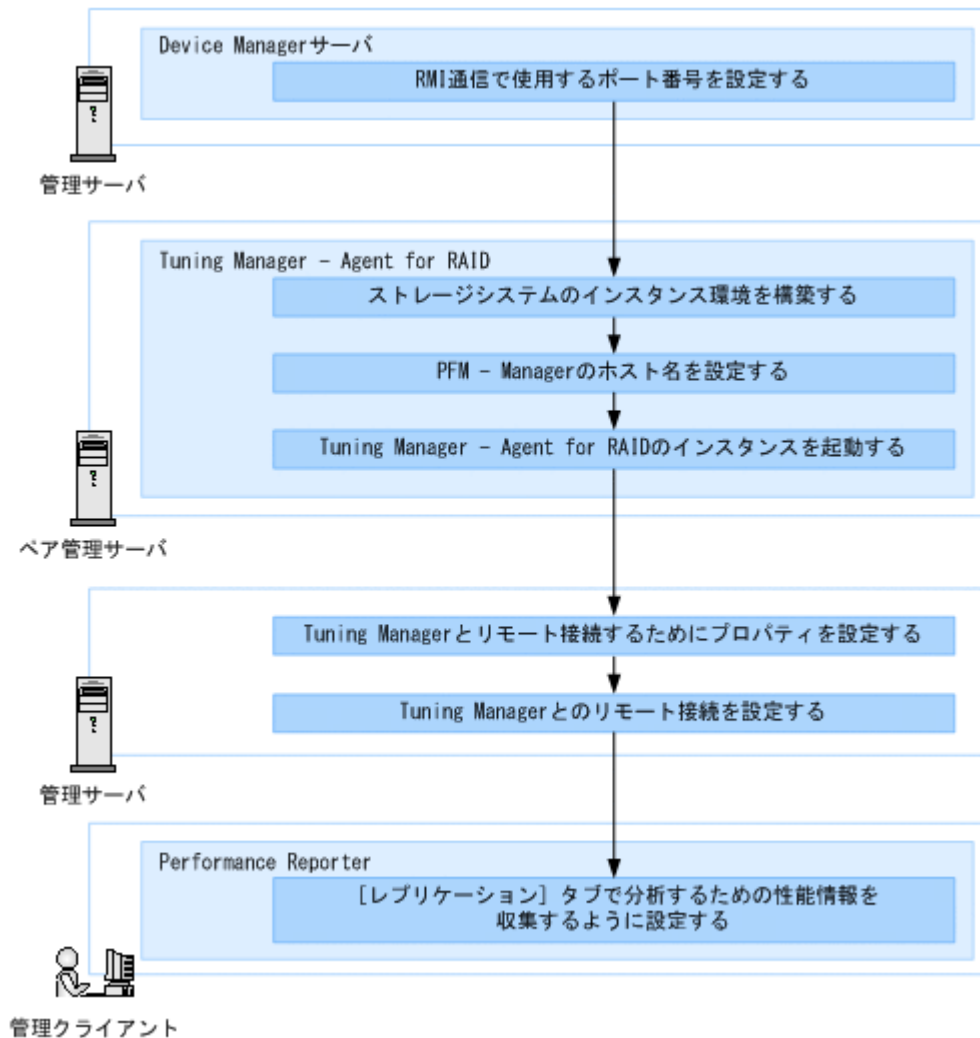 Device Managerサーバ
RMI通信で使用するポート番号を設定する
管理サーバ
Tuning Manager − Agent for RAID
ストレージシステムのインスタンス環境を構築する
PFM − Managerのホスト名を設定する
Tuning Manager − Agent for RAIDのインスタンスを起動する
ペア管理サーバ
Tuning Managerとリモート接続するためにプロパティを設定する
Tuning Managerとのリモート接続を設定する
管理サーバ
Performance Reporter
［レプリケーション］タブで分析するための性能情報を
収集するように設定する
管理クライアント